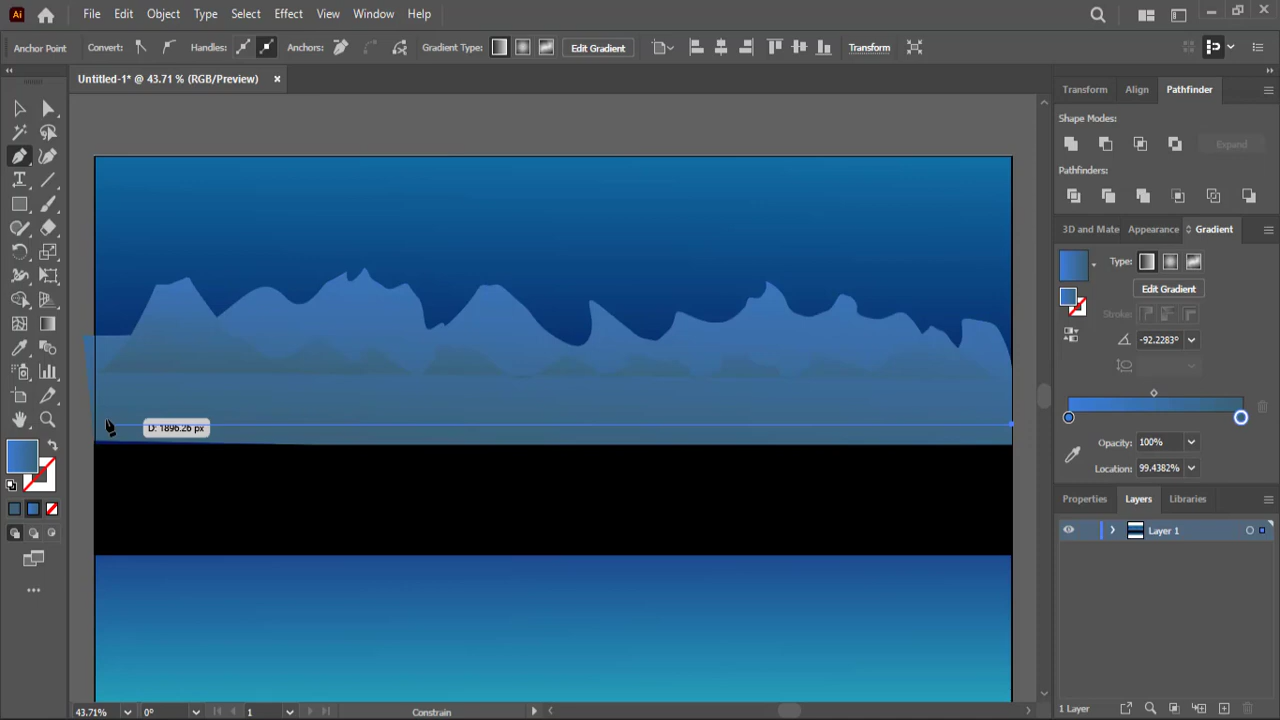 Ai File Edit Object Type Select Effect View Window Help
Anchor Point Convert: Handles: Anchors: Gradient Type: Edit Gradient Transform
Untitled-1* @ 43.71 % (RGB/Preview) ×
Transform Align Pathfinder
Shape Modes:
Expand
Pathfinders:
3D and Mate Appearance Gradient
Type:
Edit Gradient
Stroke:
-92.2283°
Opacity: 100%
Location: 99.4382%
D: 1896.26 px
Properties Layers Libraries
Layer 1
43.71% 0° 1 Constrain
1 Layer